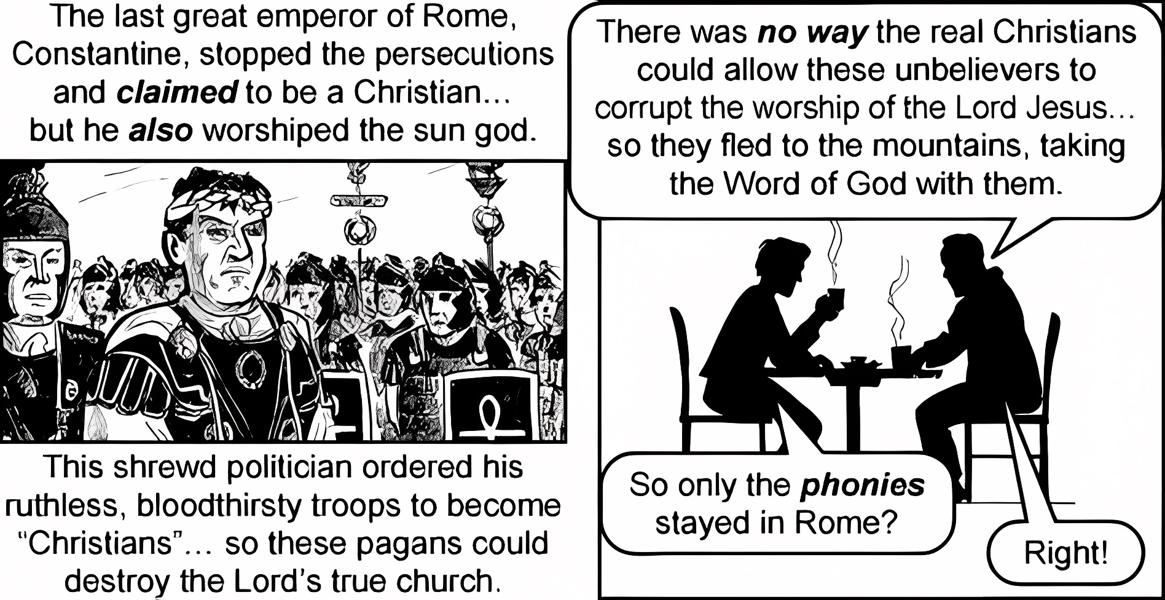 The last great emperor of Rome,
Constantine, stopped the persecutions
and claimed to be a Christian...
but he also worshiped the sun god.
This shrewd politician ordered his
ruthless, bloodthirsty troops to become
“Christians”... so these pagans could
destroy the Lord's true church.
There was no way the real Christians
could allow these unbelievers to
corrupt the worship of the Lord Jesus...
so they fled to the mountains, taking
the Word of God with them.
So only the phonies
stayed in Rome?
Right!